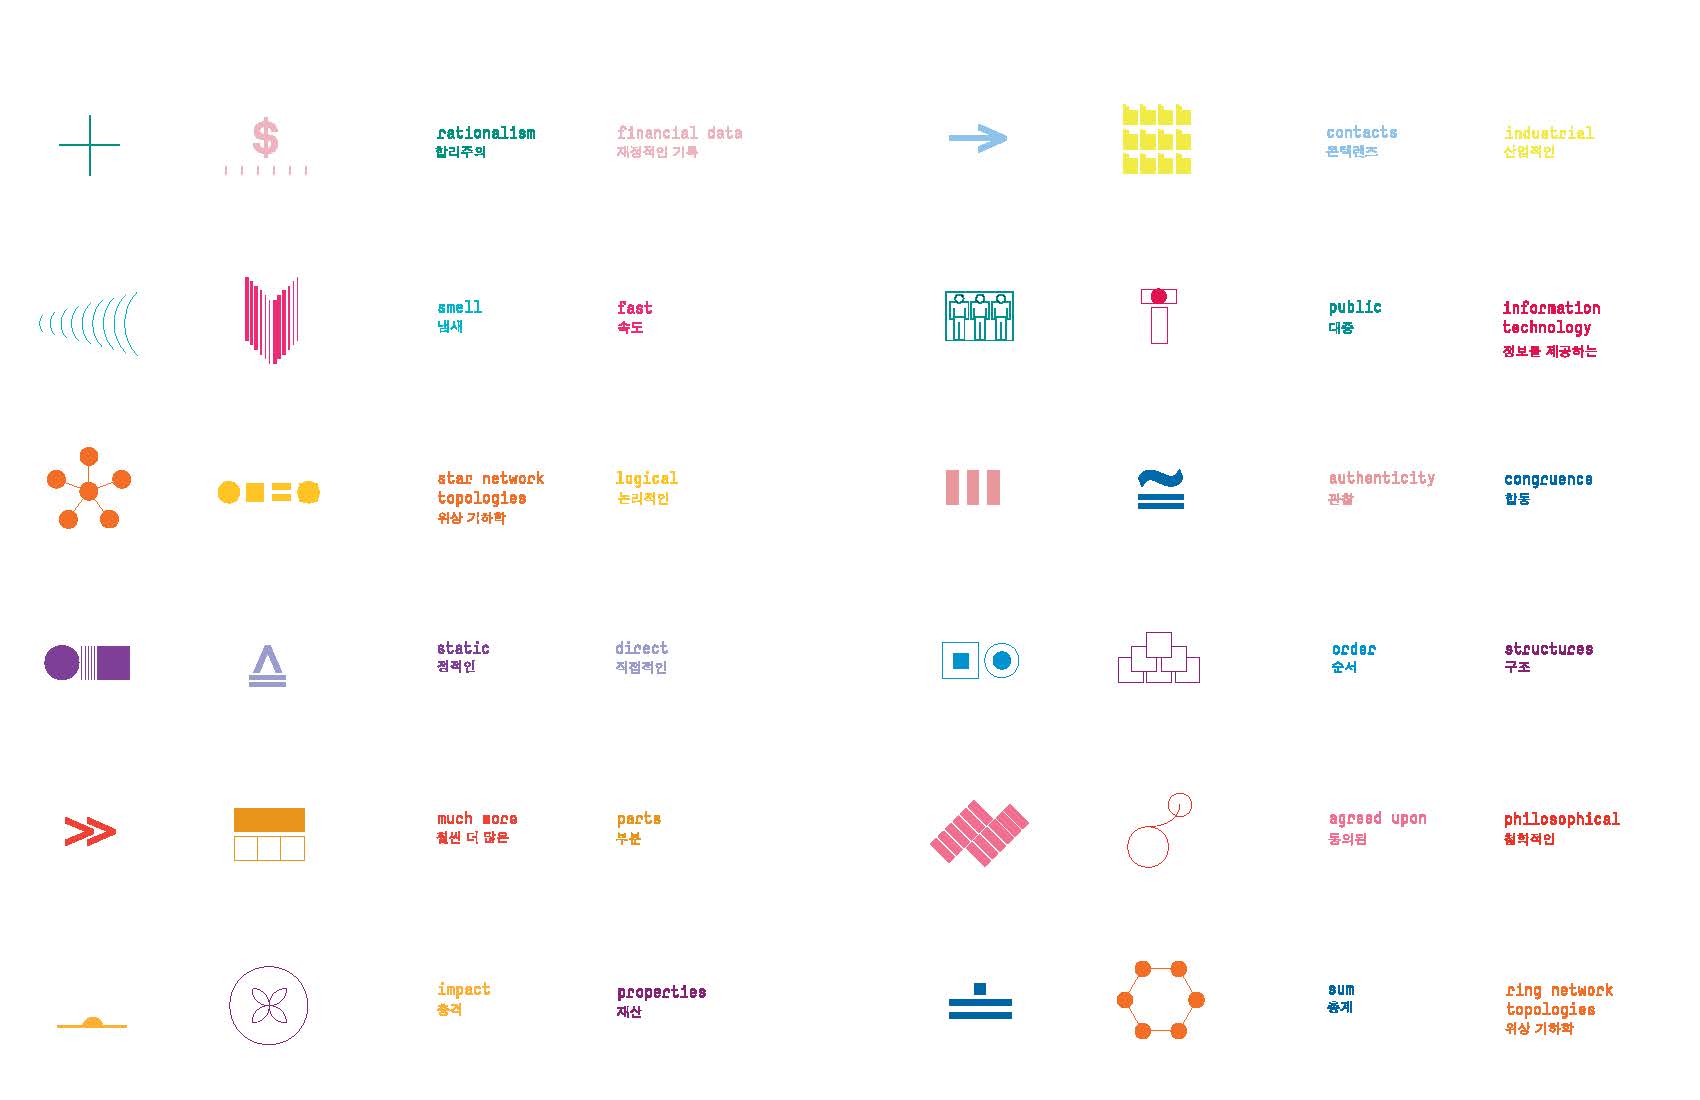 $
rationalism
합리주의
financial data
재정적인 기록
contacts
콘택렌즈
industrial
산업적인
smell
냄새
fast
속도
public
대중
information
technology
정보를 제공하는
star network
topologies
위상 기하학
logical
논리적인
authenticity
관찰
congruence
합동
static
정적인
direct
직접적인
order
순서
structures
구조
much more
훨씬 더 많은
parts
부분
agreed upon
동의된
philosophical
철학적인
impact
충격
properties
재산
sum
총계
ring network
topologies
위상 기하학